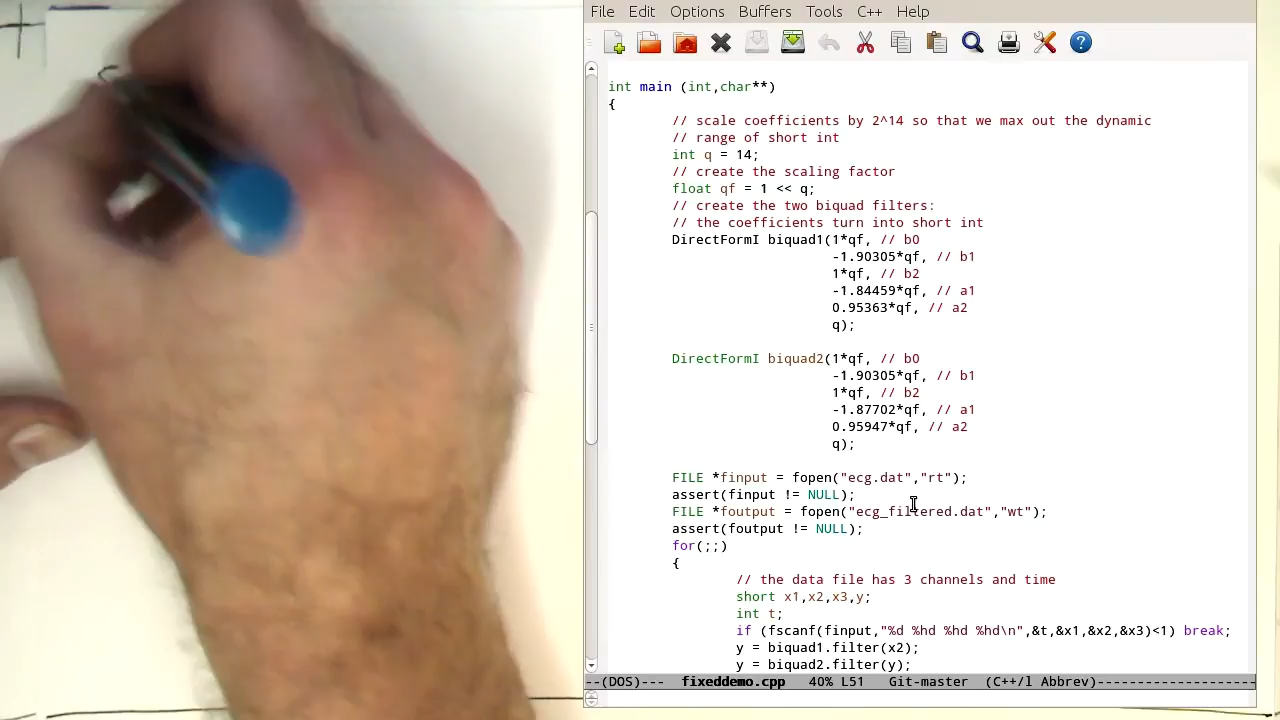 File Edit Options Buffers Tools C++ Help
int main (int,char**)
{
// scale coefficients by 2^14 so that we max out the dynamic
// range of short int
int q = 14;
// create the scaling factor
float qf = 1 << q;
// create the two biquad filters:
// the coefficients turn into short int
DirectFormI biquad1(1*qf, // b0
-1.90305*qf, // b1
1*qf, // b2
-1.84459*qf, // a1
0.95363*qf, // a2
q);
DirectFormI biquad2(1*qf, // b0
-1.90305*qf, // b1
1*qf, // b2
-1.87702*qf, // a1
0.95947*qf, // a2
q);
FILE *finput = fopen("ecg.dat","rt");
assert(finput != NULL);
FILE *foutput = fopen("ecg_filtered.dat","wt");
assert(foutput != NULL);
for(;;)
{
// the data file has 3 channels and time
short x1,x2,x3,y;
int t;
if (fscanf(finput,"%d %hd %hd %hd\n",&t,&x1,&x2,&x3)<1) break;
y = biquad1.filter(x2);
y = biquad2.filter(y);
--(DOS)--- fixeddemo.cpp 40% L51 Git-master (C++/l Abbrev)--------------------